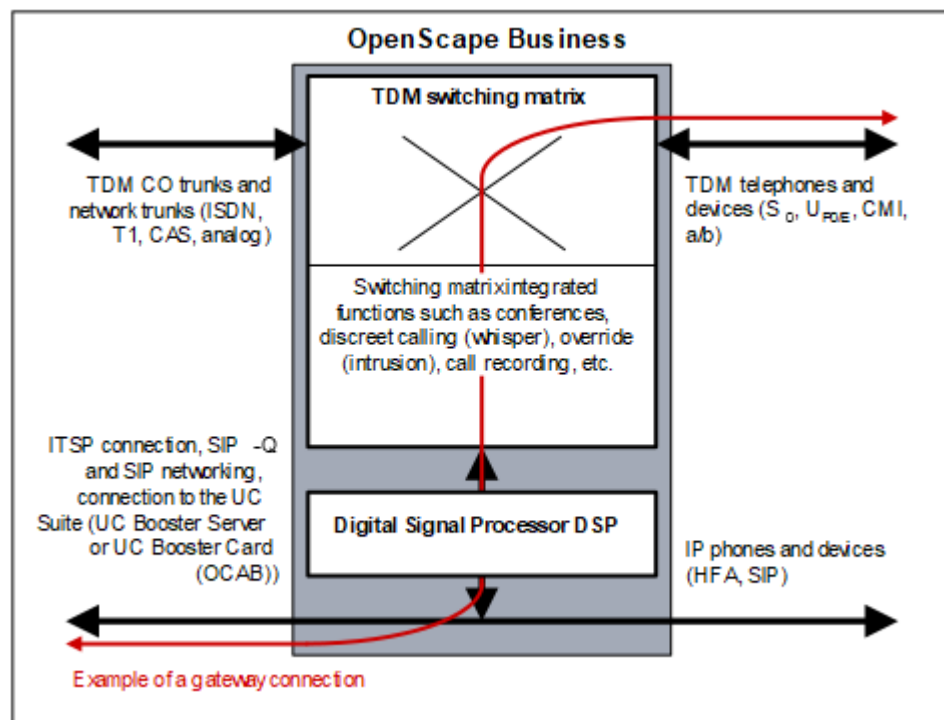 OpenScape Business
TDM switching matrix
TDM CO trunks and
network trunks (ISDN,
T1, CAS, analog)
TDM telephones and
devices (S0, UP0/E, CMI,
a/b)
Switching matrixintegrated
functions such as conferences,
discreet calling (whisper), override
(intrusion), call recording, etc.
ITSP connection, SIP -Q
and SIP networking,
connection to the UC
Suite (UC Booster Server
or UC Booster Card
(OCAB))
Digital Signal Processor DSP
IP phones and devices
(HFA, SIP)
Example of a gateway connection